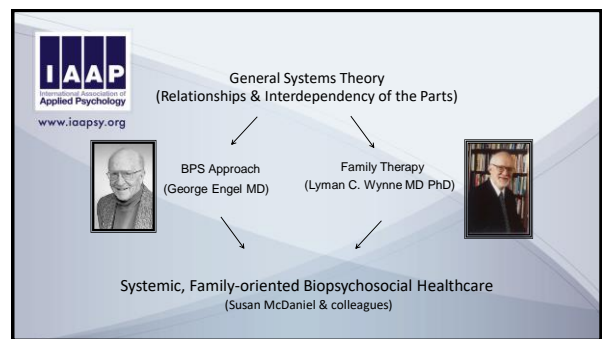 IAAP
International Association of
Applied Psychology
www.iaapsy.org
General Systems Theory
(Relationships & Interdependency of the Parts)
BPS Approach
(George Engel MD)
Family Therapy
(Lyman C. Wynne MD PhD)
Systemic, Family-oriented Biopsychosocial Healthcare
(Susan McDaniel & colleagues)